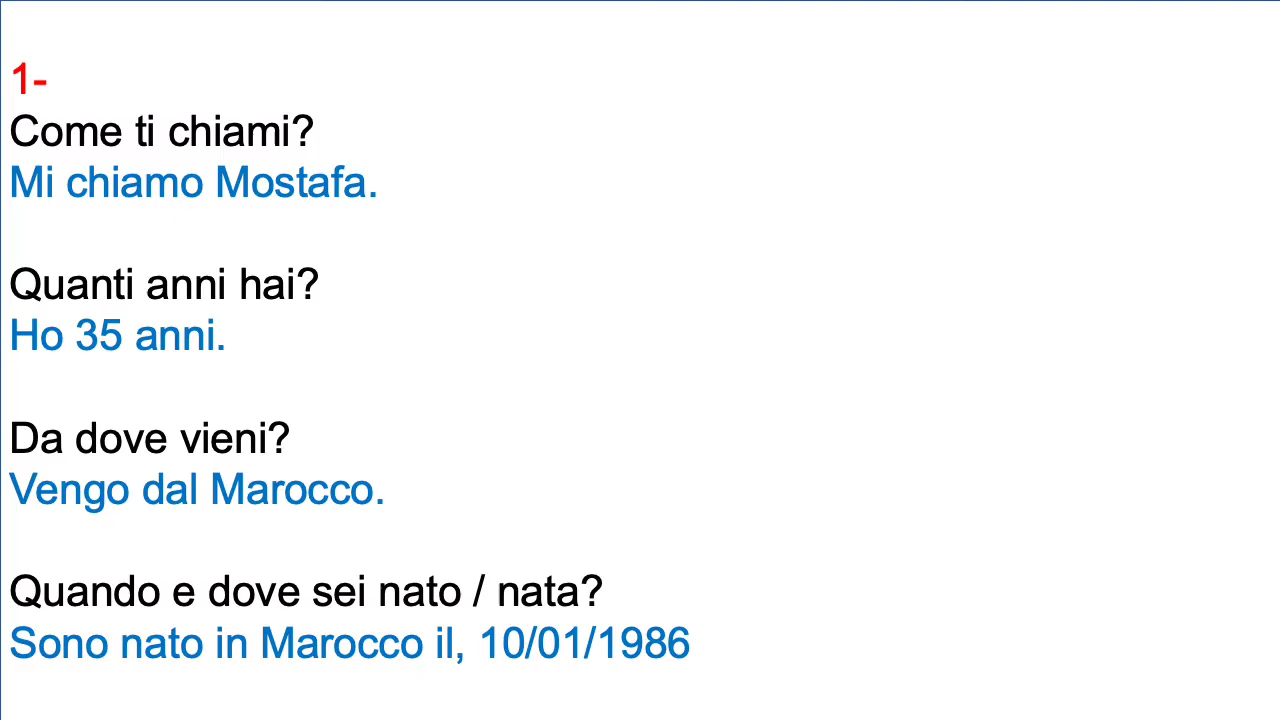 1-
Come ti chiami?
Mi chiamo Mostafa.
Quanti anni hai?
Ho 35 anni.
Da dove vieni?
Vengo dal Marocco.
Quando e dove sei nato / nata?
Sono nato in Marocco il, 10/01/1986